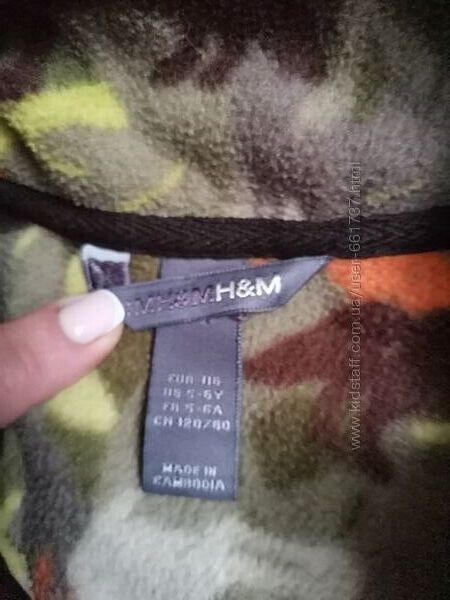 H&MH&MH&M
EUR 116
US 5-6Y
FR 5-6A
CN 120/60
MADE IN
CAMBODIA
www.kidstaff.com.ua/user-661737.html